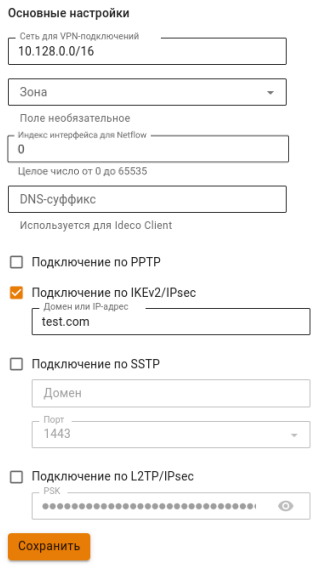 Основные настройки
Сеть для VPN-подключений
10.128.0.0/16
Зона
Поле необязательное
Индекс интерфейса для Netflow
0
Целое число от 0 до 65535
DNS-суффикс
Используется для Ideco Client
Подключение по PPTP
Подключение по IKEv2/IPsec
Домен или IP-адрес
test.com
Подключение по SSTP
Домен
Порт
1443
Подключение по L2TP/IPsec
PSK
Сохранить